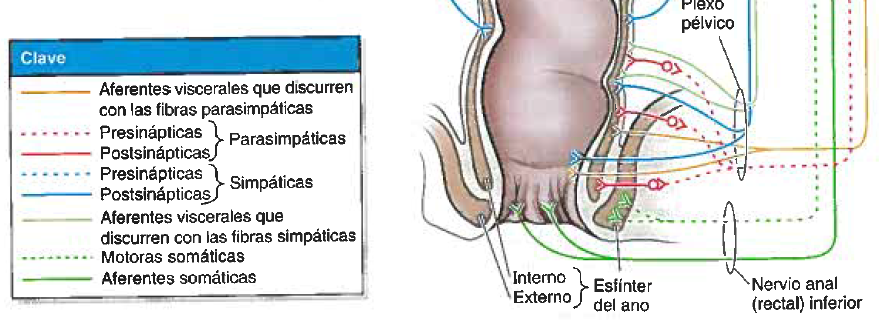 Clave
Aferentes viscerales que discurren
con las fibras parasimpáticas
Presinápticas
Postsinápticas
Parasimpáticas
Presinápticas
Postsinápticas
Simpáticas
Aferentes viscerales que
discurren con las fibras simpáticas
Motoras somáticas
Aferentes somáticas
Plexo
pélvico
Interno
Externo
Esfínter
del ano
Nervio anal
(rectal) inferior